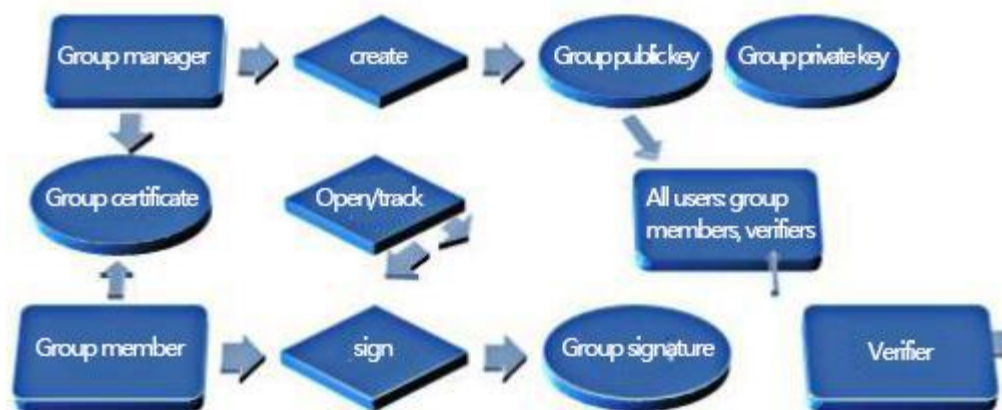 Group manager
create
Group public key
Group private key
Group certificate
Open/track
All users: group
members, verifiers
Group member
sign
Group signature
Verifier